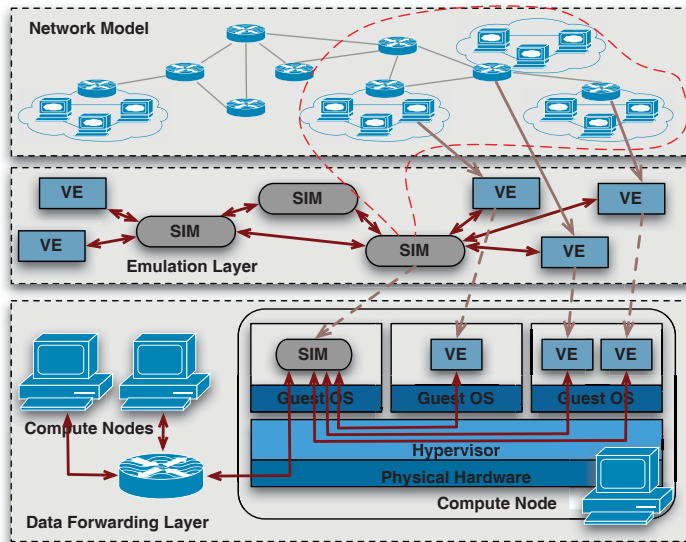 Network Model
VE
SIM
VE
VE
SIM
VE
SIM
VE
Emulation Layer
SIM
VE
VE
VE
Guest OS
Guest OS
Guest OS
Compute Nodes
Hypervisor
Physical Hardware
Compute Node
Data Forwarding Layer